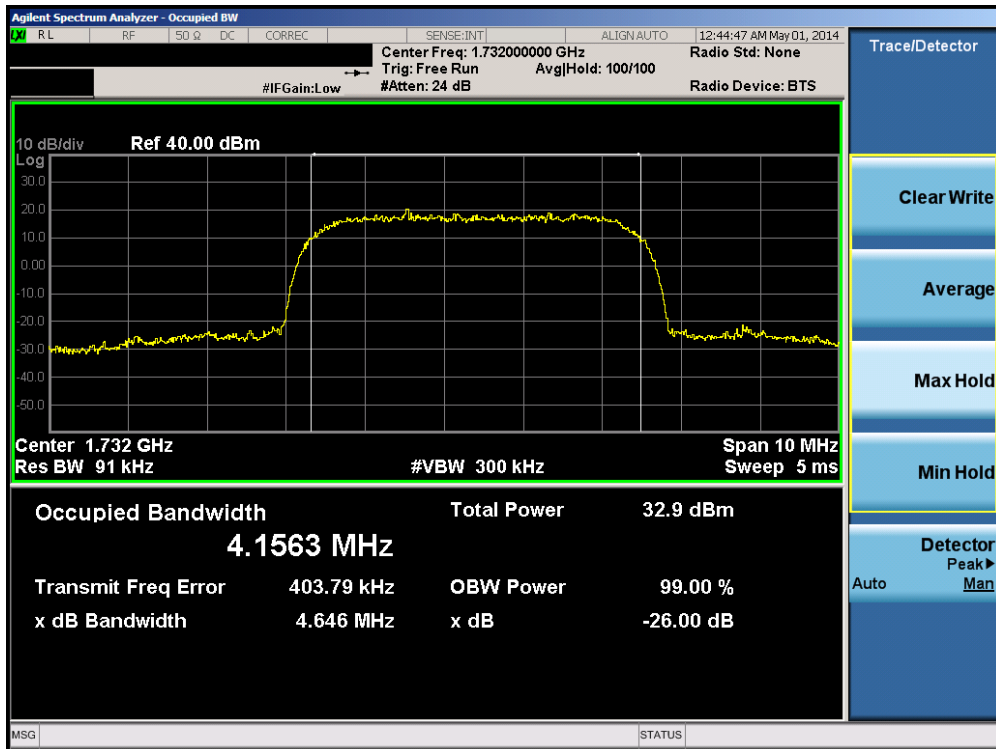 Agilent Spectrum Analyzer - Occupied BW
LXI RL RF 50 Ω DC CORREC SENSE:INT ALIGN AUTO 12:44:47 AM May 01, 2014
Center Freq: 1.732000000 GHz Radio Std: None
Trig: Free Run Avg|Hold: 100/100
#IFGain:Low #Atten: 24 dB Radio Device: BTS
10 dB/div Ref 40.00 dBm
Log
30.0
20.0
10.0
0.00
-10.0
-20.0
-30.0
-40.0
-50.0
Center 1.732 GHz Span 10 MHz
Res BW 91 kHz #VBW 300 kHz Sweep 5 ms
Occupied Bandwidth Total Power 32.9 dBm
4.1563 MHz
Transmit Freq Error 403.79 kHz OBW Power 99.00 %
x dB Bandwidth 4.646 MHz x dB -26.00 dB
MSG STATUS
Trace/Detector
Clear Write
Average
Max Hold
Min Hold
Detector
Peak▶
Auto Man